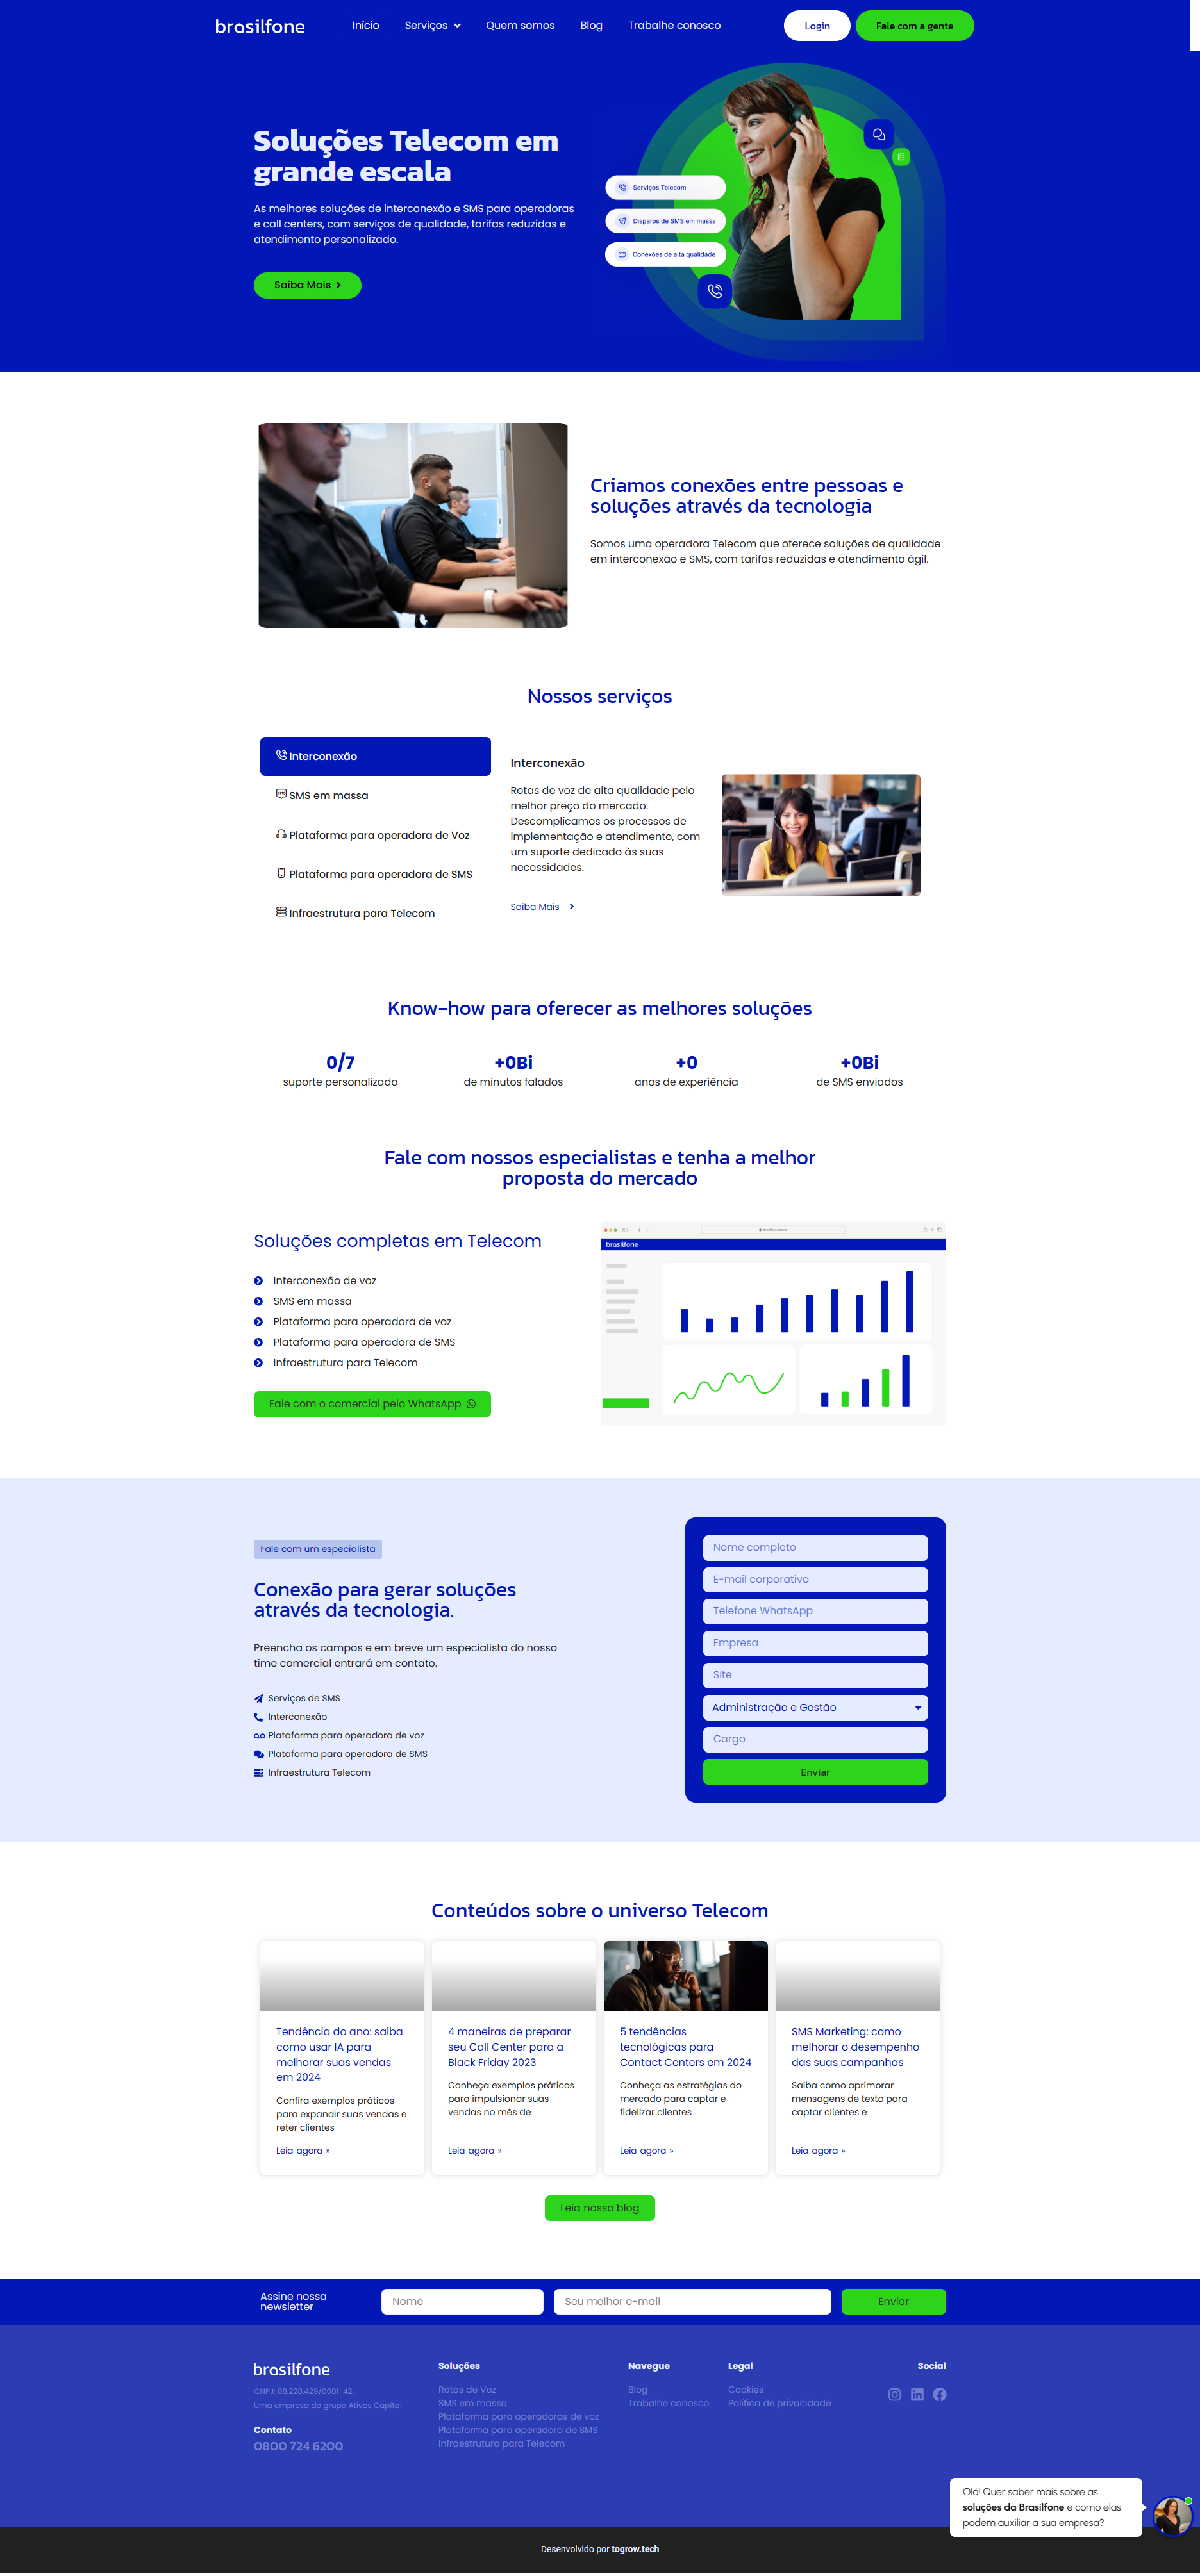 brasilfone
Início
Serviços
Quem somos
Blog
Trabalhe conosco
Login
Fale com a gente
Soluções Telecom em
grande escala
As melhores soluções de interconexão e SMS para operadoras
e call centers, com serviços de qualidade, tarifas reduzidas e
atendimento personalizado.
Saiba Mais
Serviços Telecom
Disparos de SMS em massa
Conexões de alta qualidade
Criamos conexões entre pessoas e
soluções através da tecnologia
Somos uma operadora Telecom que oferece soluções de qualidade
em interconexão e SMS, com tarifas reduzidas e atendimento ágil.
Nossos serviços
Interconexão
SMS em massa
Plataforma para operadora de Voz
Plataforma para operadora de SMS
Infraestrutura para Telecom
Interconexão
Rotas de voz de alta qualidade pelo
melhor preço do mercado.
Descomplicamos os processos de
implementação e atendimento, com
um suporte dedicado às suas
necessidades.
Saiba Mais
Know-how para oferecer as melhores soluções
0/7
suporte personalizado
+0Bi
de minutos falados
+0
anos de experiência
+0Bi
de SMS enviados
Fale com nossos especialistas e tenha a melhor
proposta do mercado
Soluções completas em Telecom
Interconexão de voz
SMS em massa
Plataforma para operadora de voz
Plataforma para operadora de SMS
Infraestrutura para Telecom
Fale com o comercial pelo WhatsApp
brasilfone
Fale com um especialista
Conexão para gerar soluções
através da tecnologia.
Preencha os campos e em breve um especialista do nosso
time comercial entrará em contato.
Serviços de SMS
Interconexão
Plataforma para operadora de voz
Plataforma para operadora de SMS
Infraestrutura Telecom
Nome completo
E-mail corporativo
Telefone WhatsApp
Empresa
Site
Administração e Gestão
Cargo
Enviar
Conteúdos sobre o universo Telecom
Tendência do ano: saiba
como usar IA para
melhorar suas vendas
em 2024
Confira exemplos práticos
para expandir suas vendas e
reter clientes
Leia agora »
4 maneiras de preparar
seu Call Center para a
Black Friday 2023
Conheça exemplos práticos
para impulsionar suas
vendas no mês de
Leia agora »
5 tendências
tecnológicas para
Contact Centers em 2024
Conheça as estratégias do
mercado para captar e
fidelizar clientes
Leia agora »
SMS Marketing: como
melhorar o desempenho
das suas campanhas
Saiba como aprimorar
mensagens de texto para
captar clientes e
Leia agora »
Leia nosso blog
Assine nossa
newsletter
Nome
Seu melhor e-mail
Enviar
brasilfone
CNPJ: 08.228.429/0001-42.
Uma empresa do grupo Ativos Capital
Contato
0800 724 6200
Soluções
Rotas de Voz
SMS em massa
Plataforma para operadoras de voz
Plataforma para operadora de SMS
Infraestrutura para Telecom
Navegue
Blog
Trabalhe conosco
Legal
Cookies
Política de privacidade
Social
Olá! Quer saber mais sobre as
soluções da Brasilfone e como elas
podem auxiliar a sua empresa?
Desenvolvido por togrow.tech